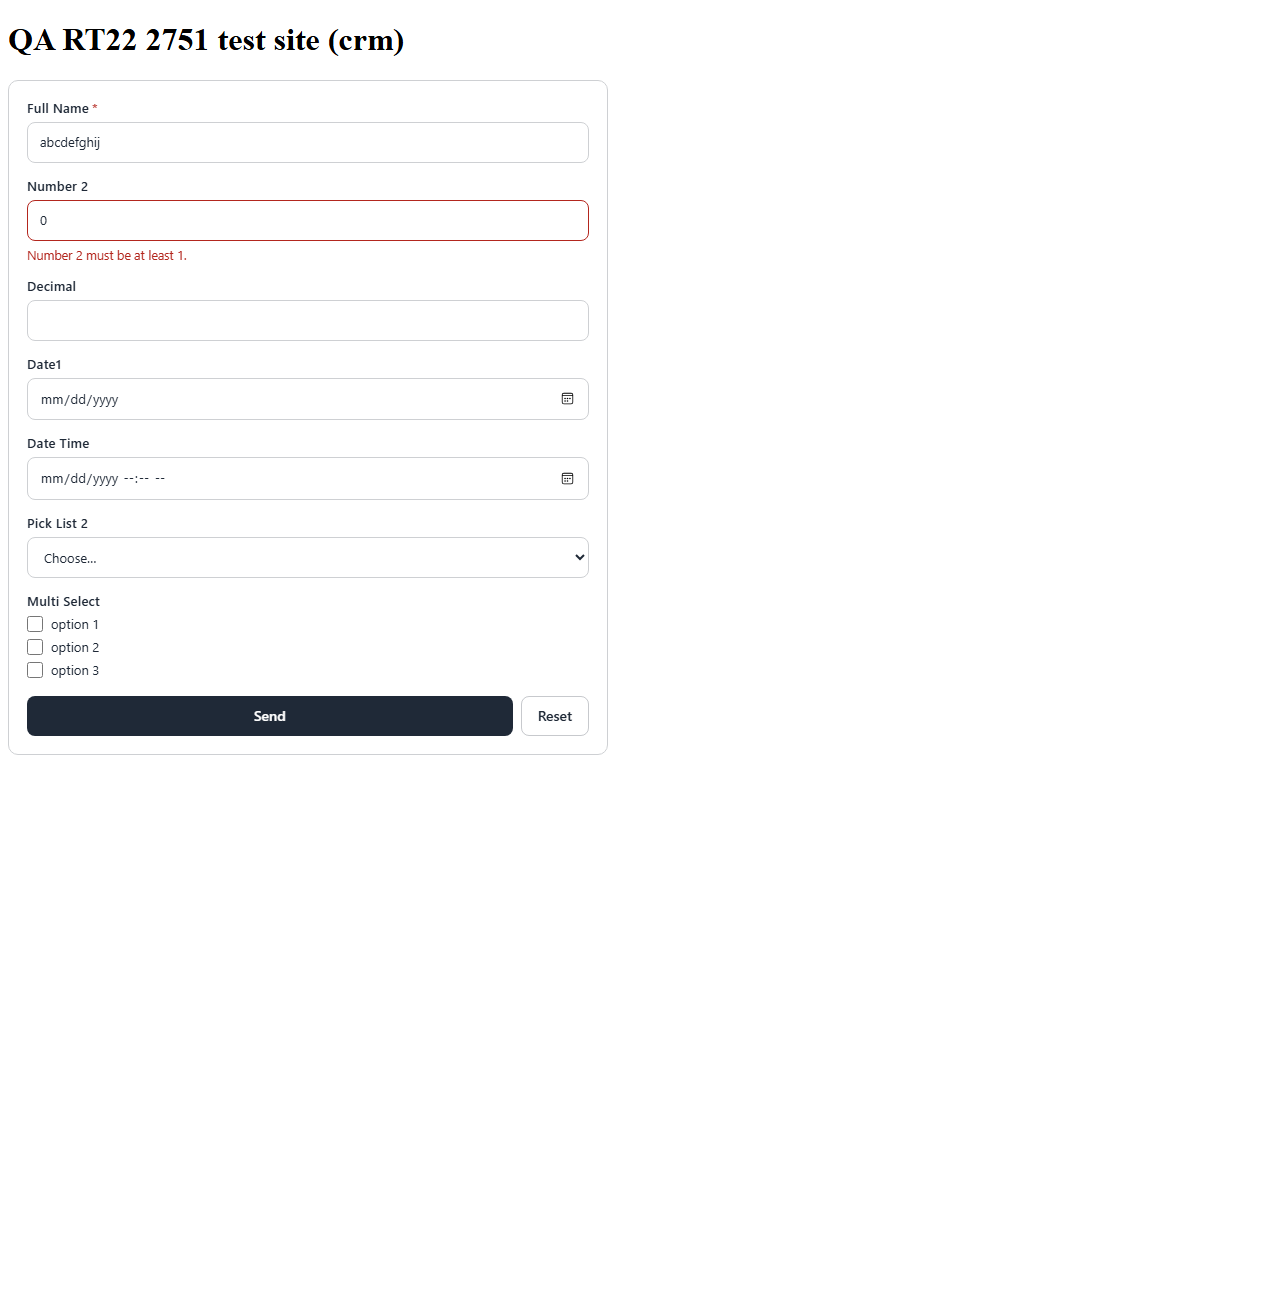 QA RT22 2751 test site (crm)
Full Name *
abcdefghij
Number 2
0
Number 2 must be at least 1.
Decimal
Date1
mm/dd/yyyy
Date Time
mm/dd/yyyy --:-- --
Pick List 2
Choose...
Multi Select
option 1
option 2
option 3
Send Reset